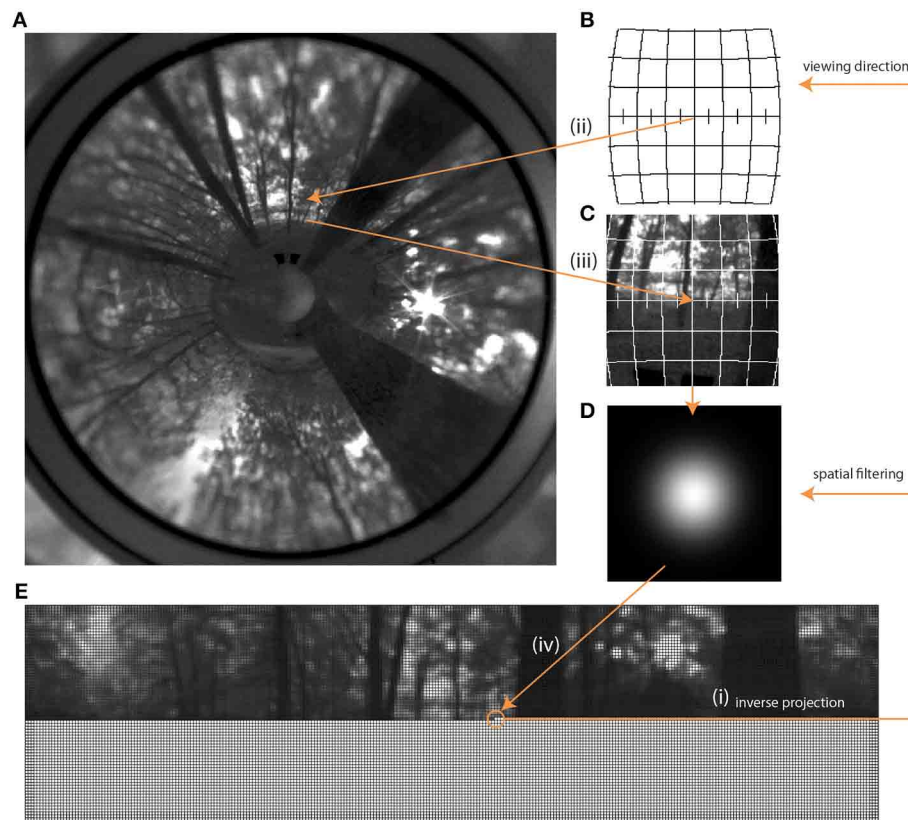 A
B
viewing direction
(ii)
C
(iii)
D
spatial filtering
E
(iv)
(i) inverse projection